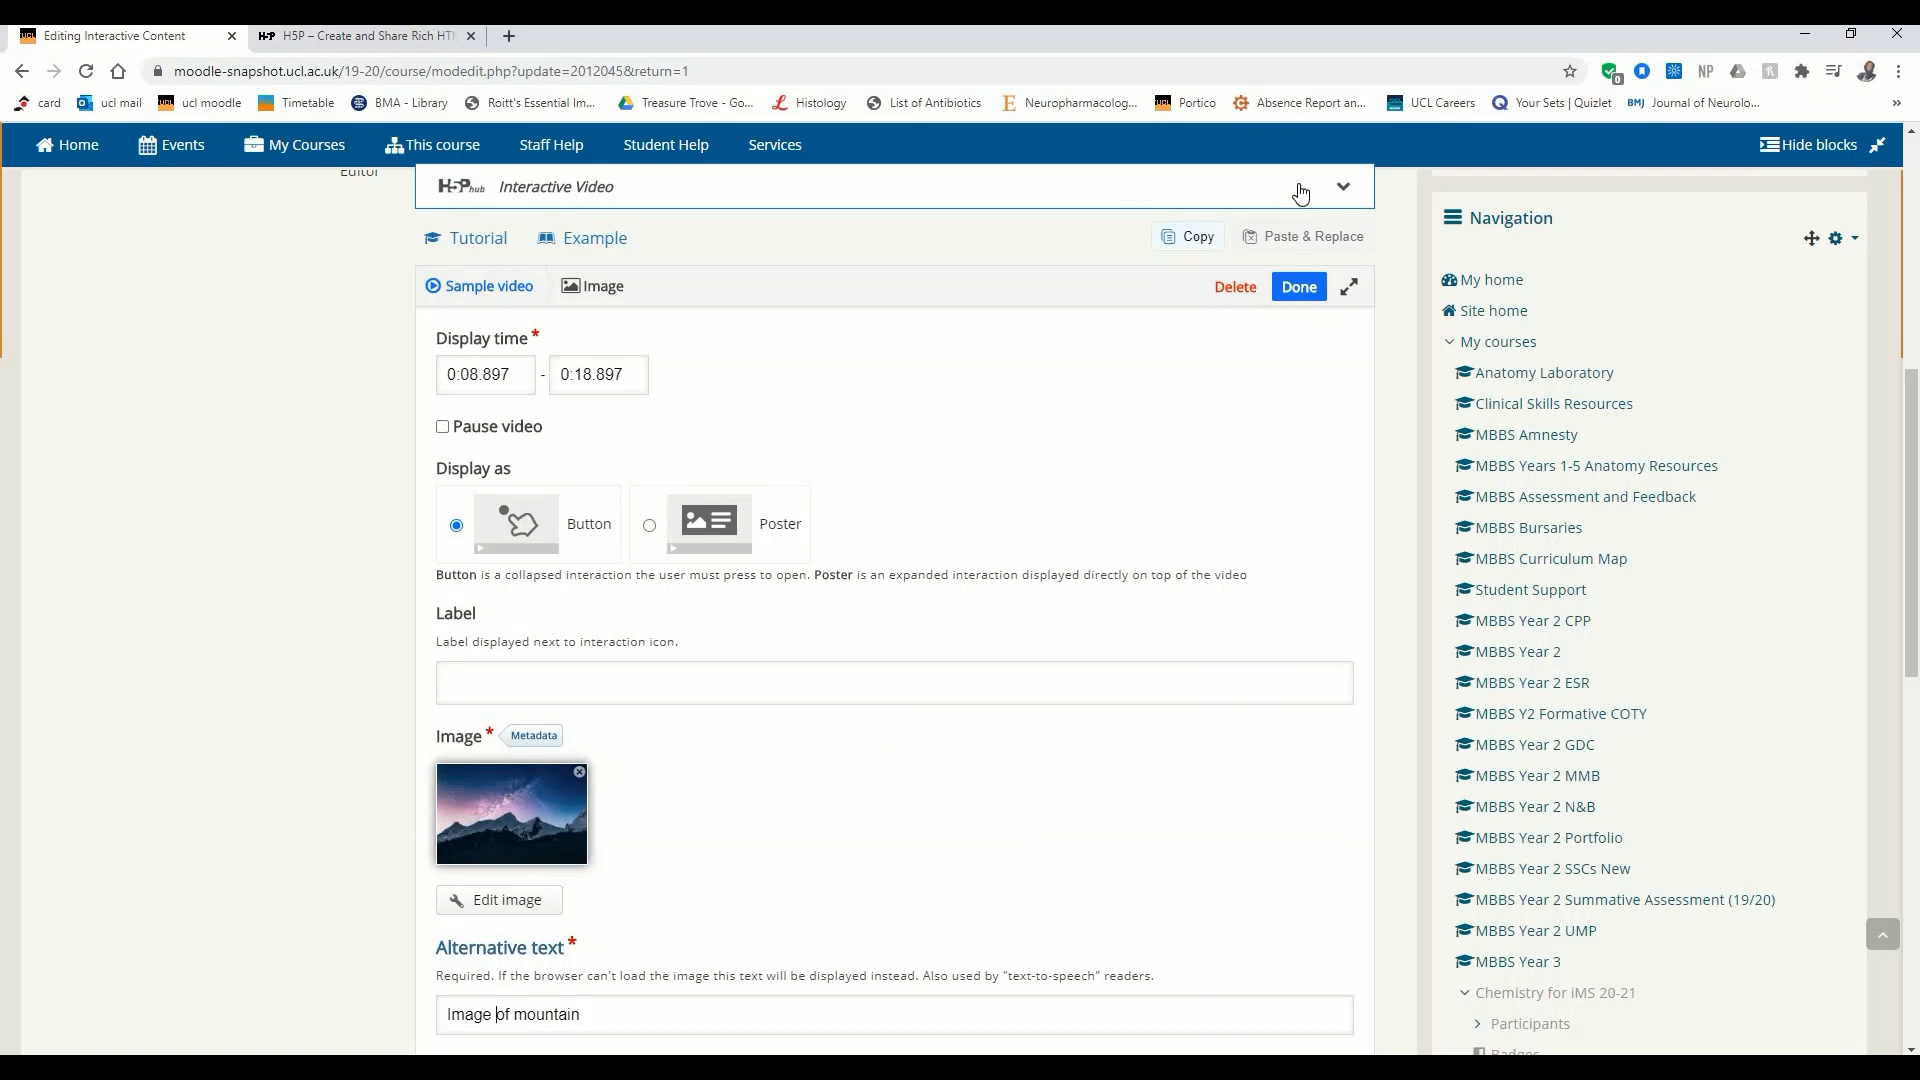 Editing Interactive Content
H5P – Create and Share Rich HTM
moodle-snapshot.ucl.ac.uk/19-20/course/modedit.php?update=2012045&return=1
card
ucl mail
ucl moodle
Timetable
BMA - Library
Roitt's Essential Im...
Treasure Trove - Go...
Histology
List of Antibiotics
Neuropharmacolog...
Portico
Absence Report an...
UCL Careers
Your Sets | Quizlet
BMJ Journal of Neurolo...
Home
Events
My Courses
This course
Staff Help
Student Help
Services
Hide blocks
Editor
H5P hub Interactive Video
Tutorial
Example
Copy
Paste & Replace
Sample video
Image
Delete
Done
Display time *
0:08.897 - 0:18.897
Pause video
Display as
Button
Poster
Button is a collapsed interaction the user must press to open. Poster is an expanded interaction displayed directly on top of the video
Label
Label displayed next to interaction icon.
Image * Metadata
Edit image
Alternative text *
Required. If the browser can't load the image this text will be displayed instead. Also used by "text-to-speech" readers.
Image of mountain
Navigation
My home
Site home
My courses
Anatomy Laboratory
Clinical Skills Resources
MBBS Amnesty
MBBS Years 1-5 Anatomy Resources
MBBS Assessment and Feedback
MBBS Bursaries
MBBS Curriculum Map
Student Support
MBBS Year 2 CPP
MBBS Year 2
MBBS Year 2 ESR
MBBS Y2 Formative COTY
MBBS Year 2 GDC
MBBS Year 2 MMB
MBBS Year 2 N&B
MBBS Year 2 Portfolio
MBBS Year 2 SSCs New
MBBS Year 2 Summative Assessment (19/20)
MBBS Year 2 UMP
MBBS Year 3
Chemistry for iMS 20-21
Participants
Badges